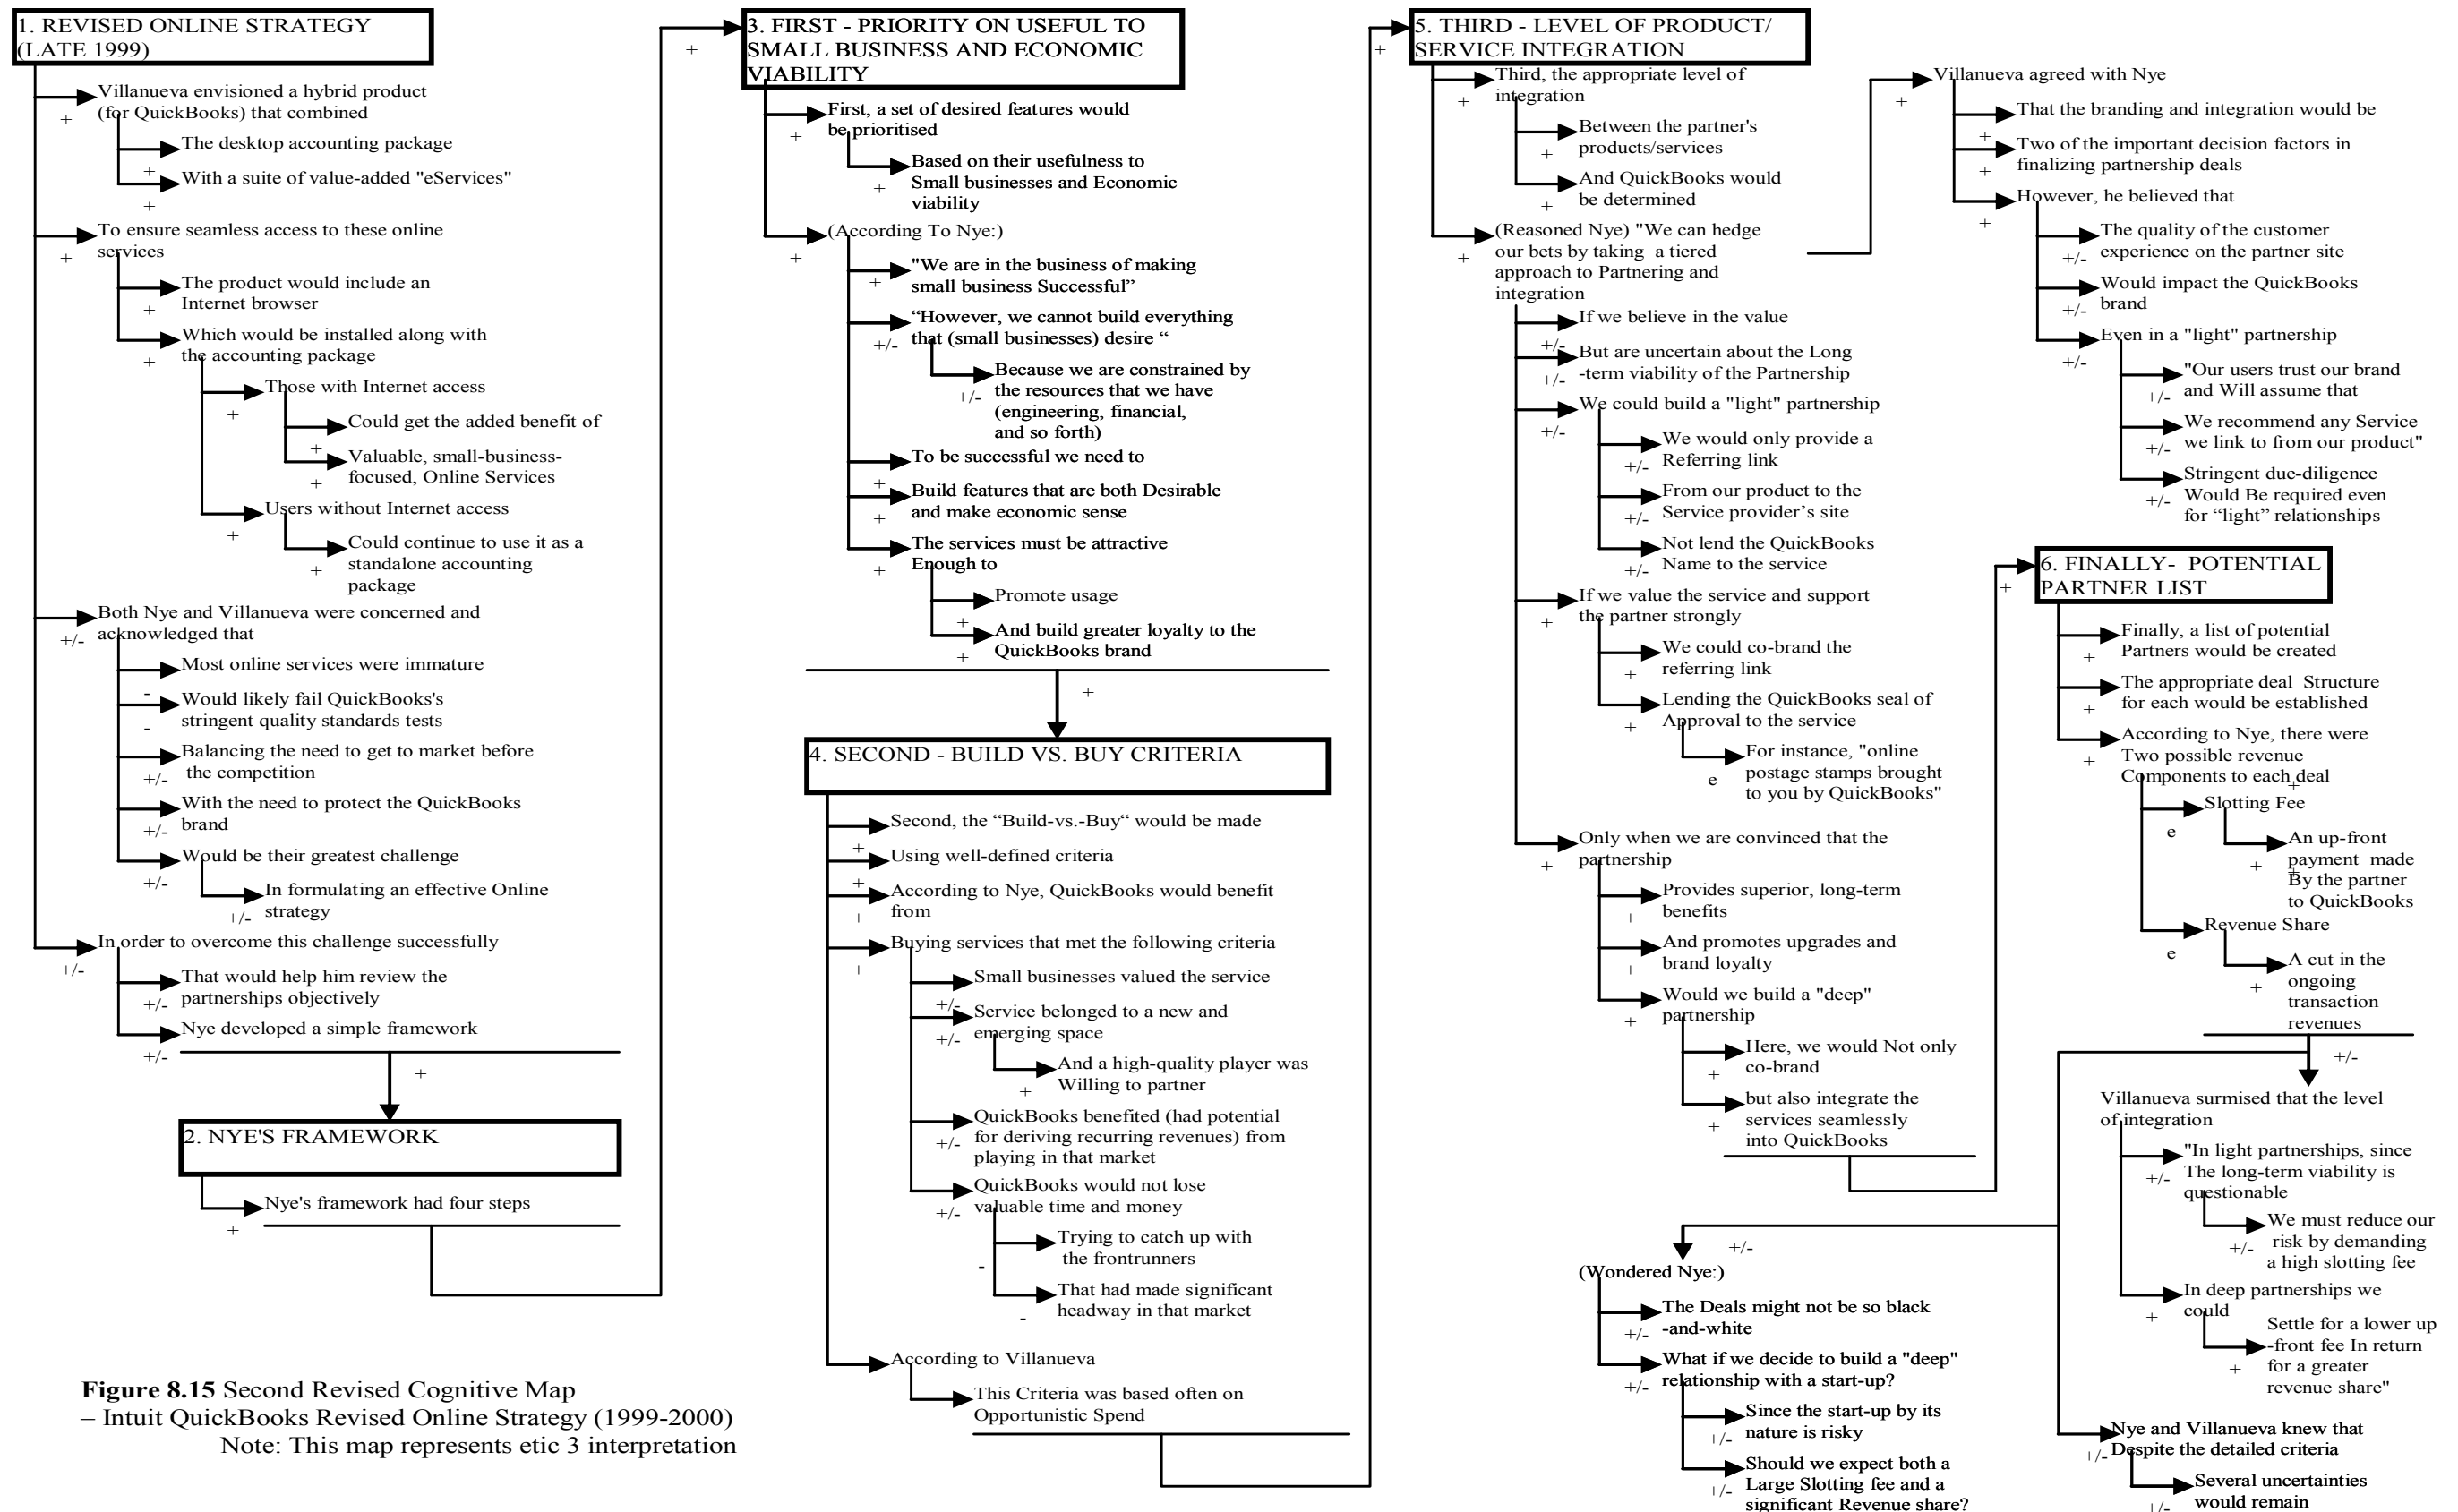 1. REVISED ONLINE STRATEGY
(LATE 1999)
+
Villanueva envisioned a hybrid product
(for QuickBooks) that combined
+
The desktop accounting package
+
With a suite of value-added "eServices"
+
To ensure seamless access to these online
services
+
The product would include an
Internet browser
+
Which would be installed along with
the accounting package
+
Those with Internet access
+
Could get the added benefit of
+
Valuable, small-business-
focused, Online Services
+
Users without Internet access
+
Could continue to use it as a
standalone accounting
package
+
Both Nye and Villanueva were concerned and
acknowledged that
+/-
Most online services were immature
-
Would likely fail QuickBooks's
stringent quality standards tests
-
Balancing the need to get to market before
the competition
+/-
With the need to protect the QuickBooks
brand
+/-
Would be their greatest challenge
+/-
In formulating an effective Online
strategy
+/-
In order to overcome this challenge successfully
+/-
That would help him review the
partnerships objectively
+/-
Nye developed a simple framework
+/-
+
2. NYE'S FRAMEWORK
Nye's framework had four steps
+
3. FIRST - PRIORITY ON USEFUL TO
SMALL BUSINESS AND ECONOMIC
VIABILITY
First, a set of desired features would
be prioritised
+
Based on their usefulness to
Small businesses and Economic
viability
+
(According To Nye:)
+
"We are in the business of making
small business Successful”
+
“However, we cannot build everything
that (small businesses) desire “
+/-
Because we are constrained by
the resources that we have
(engineering, financial,
and so forth)
+/-
To be successful we need to
+
Build features that are both Desirable
and make economic sense
+
The services must be attractive
Enough to
+
Promote usage
+
And build greater loyalty to the
QuickBooks brand
+
+
4. SECOND - BUILD VS. BUY CRITERIA
Second, the “Build-vs.-Buy“ would be made
+
Using well-defined criteria
+
According to Nye, QuickBooks would benefit
from
+
Buying services that met the following criteria
+
Small businesses valued the service
+/-
Service belonged to a new and
emerging space
+/-
And a high-quality player was
Willing to partner
+
QuickBooks benefited (had potential
for deriving recurring revenues) from
playing in that market
+/-
QuickBooks would not lose
valuable time and money
+/-
Trying to catch up with
the frontrunners
-
That had made significant
headway in that market
-
According to Villanueva
This Criteria was based often on
Opportunistic Spend
+
5. THIRD - LEVEL OF PRODUCT/
SERVICE INTEGRATION
Third, the appropriate level of
integration
+
Between the partner's
products/services
+
And QuickBooks would
be determined
+
(Reasoned Nye) "We can hedge
our bets by taking a tiered
approach to Partnering and
integration
+
If we believe in the value
+/-
But are uncertain about the Long
-term viability of the Partnership
+/-
We could build a "light" partnership
+/-
We would only provide a
Referring link
+/-
From our product to the
Service provider’s site
+/-
Not lend the QuickBooks
Name to the service
+/-
If we value the service and support
the partner strongly
+
We could co-brand the
referring link
+
Lending the QuickBooks seal of
Approval to the service
+
For instance, "online
postage stamps brought
to you by QuickBooks"
e
Only when we are convinced that the
partnership
+
Provides superior, long-term
benefits
+
And promotes upgrades and
brand loyalty
+
Would we build a "deep"
partnership
+
Here, we would Not only
co-brand
+
but also integrate the
services seamlessly
into QuickBooks
+
Villanueva agreed with Nye
+
That the branding and integration would be
+
Two of the important decision factors in
finalizing partnership deals
+
However, he believed that
+
The quality of the customer
experience on the partner site
+/-
Would impact the QuickBooks
brand
+/-
Even in a "light" partnership
+/-
"Our users trust our brand
and Will assume that
+/-
We recommend any Service
we link to from our product"
+/-
Stringent due-diligence
Would Be required even
for “light” relationships
+/-
+
6. FINALLY- POTENTIAL
PARTNER LIST
Finally, a list of potential
Partners would be created
+
The appropriate deal Structure
for each would be established
+
According to Nye, there were
Two possible revenue
Components to each deal
+
+
Slotting Fee
e
An up-front
payment made
By the partner
to QuickBooks
+
+
Revenue Share
e
A cut in the
ongoing
transaction
revenues
+
+/-
Villanueva surmised that the level
of integration
"In light partnerships, since
The long-term viability is
questionable
+/-
We must reduce our
risk by demanding
a high slotting fee
+/-
In deep partnerships we
could
+
Settle for a lower up
-front fee In return
for a greater
revenue share"
+
+/-
(Wondered Nye:)
The Deals might not be so black
-and-white
+/-
What if we decide to build a "deep"
relationship with a start-up?
+/-
Since the start-up by its
nature is risky
+/-
Should we expect both a
Large Slotting fee and a
significant Revenue share?
+/-
Nye and Villanueva knew that
Despite the detailed criteria
+/-
Several uncertainties
would remain
+/-
Figure 8.15 Second Revised Cognitive Map
– Intuit QuickBooks Revised Online Strategy (1999-2000)
Note: This map represents etic 3 interpretation